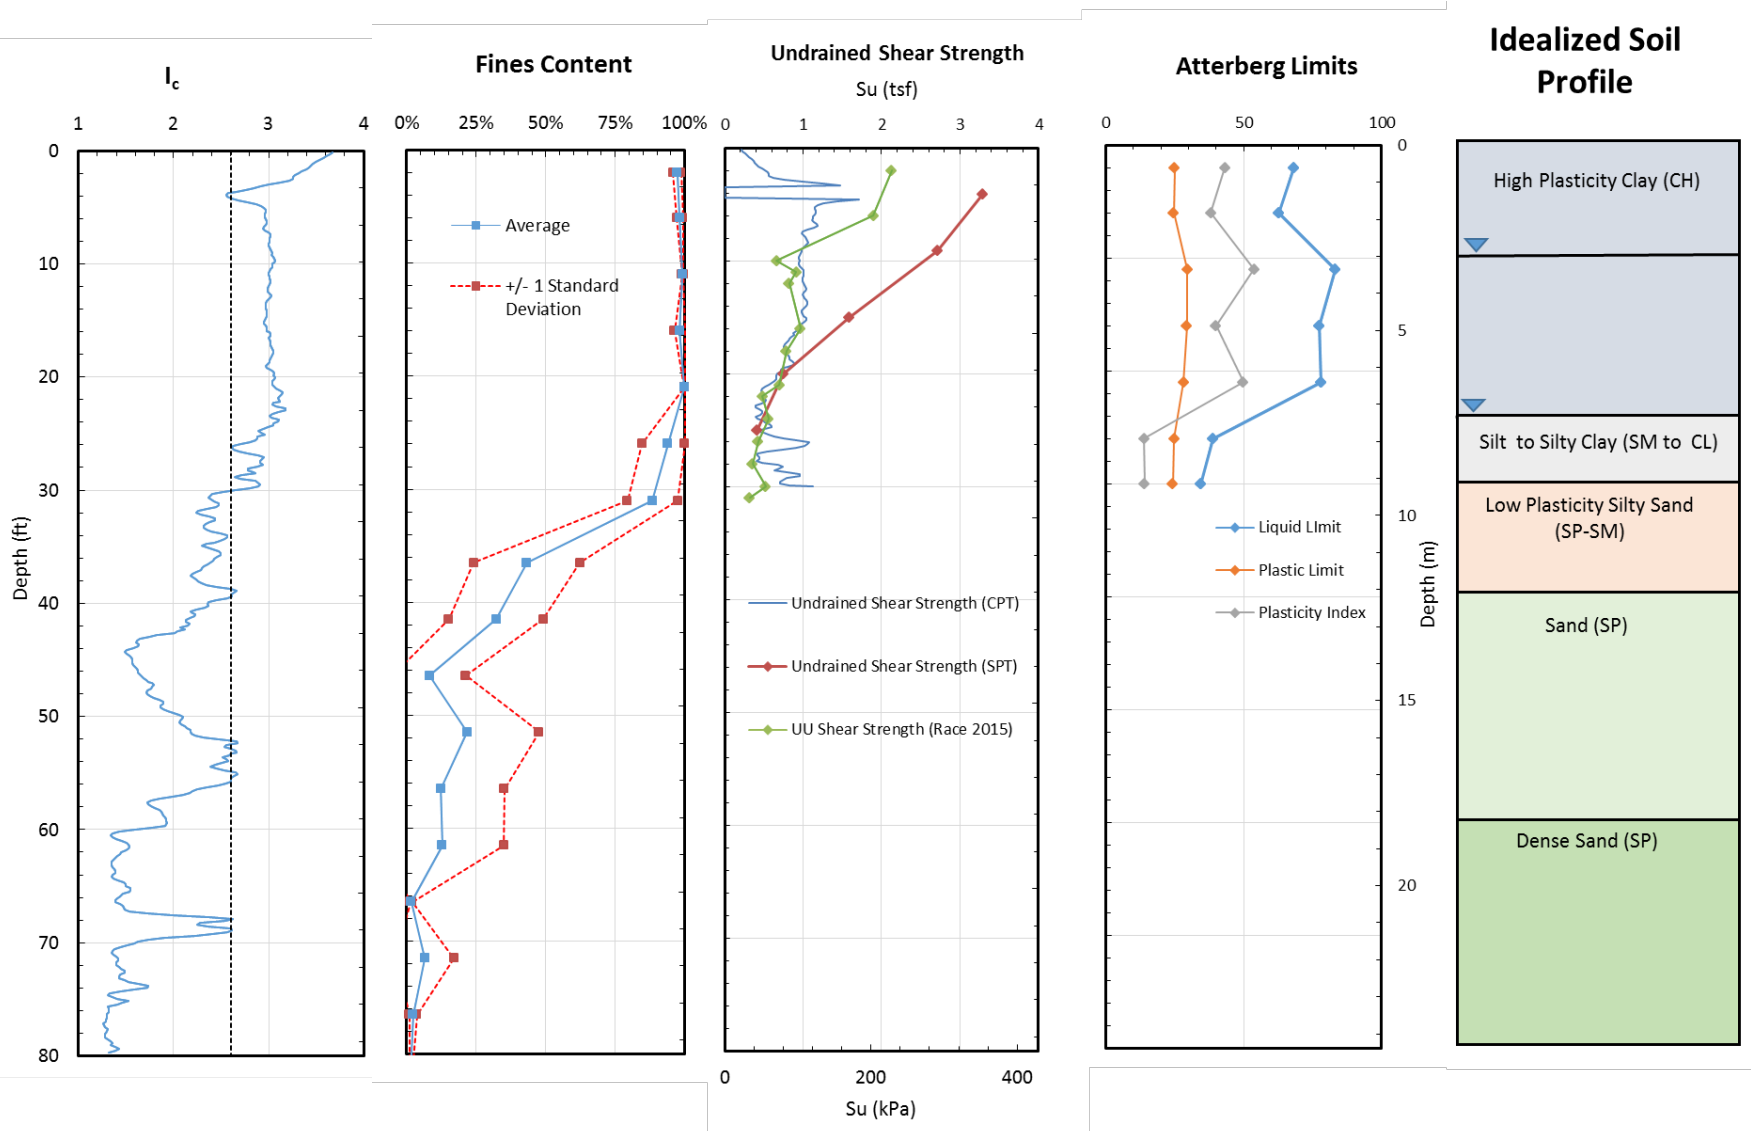 I_c
1 2 3 4
0
10
20
30
40
50
60
70
80
Depth (ft)
Fines Content
0% 25% 50% 75% 100%
Average
+/- 1 Standard
Deviation
Undrained Shear Strength
Su (tsf)
0 1 2 3 4
Undrained Shear Strength (CPT)
Undrained Shear Strength (SPT)
UU Shear Strength (Race 2015)
0 200 400
Su (kPa)
Atterberg Limits
0 50 100
Liquid LImit
Plastic Limit
Plasticity Index
0
5
10
15
20
Depth (m)
Idealized Soil
Profile
High Plasticity Clay (CH)
Silt to Silty Clay (SM to CL)
Low Plasticity Silty Sand
(SP-SM)
Sand (SP)
Dense Sand (SP)